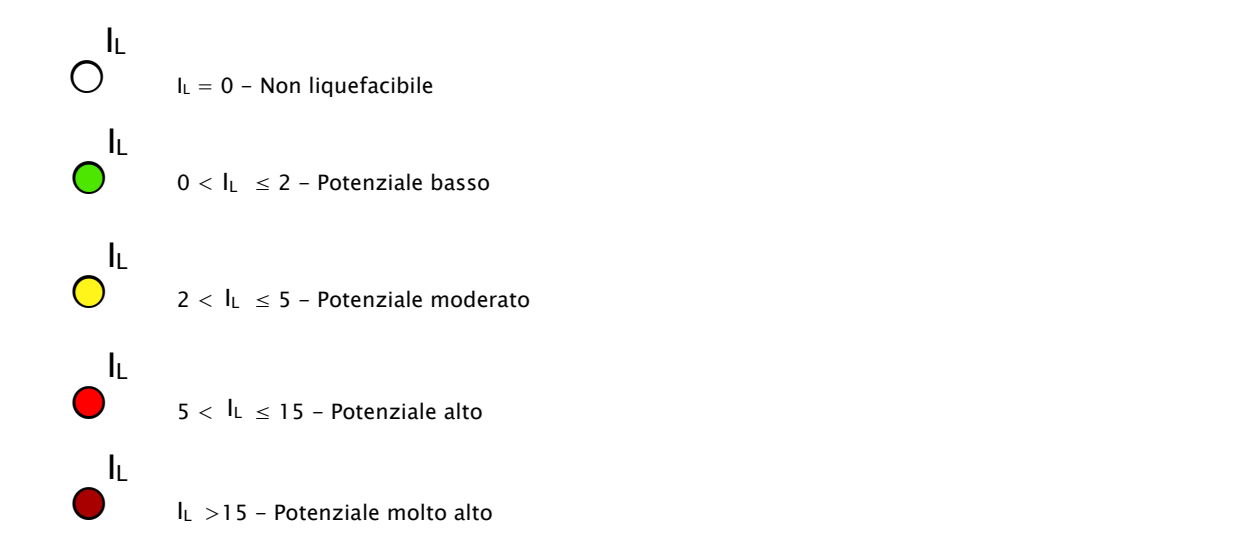 IL
IL = 0 – Non liquefacibile
IL
0 < IL ≤ 2 – Potenziale basso
IL
2 < IL ≤ 5 – Potenziale moderato
IL
5 < IL ≤ 15 – Potenziale alto
IL
IL >15 – Potenziale molto alto